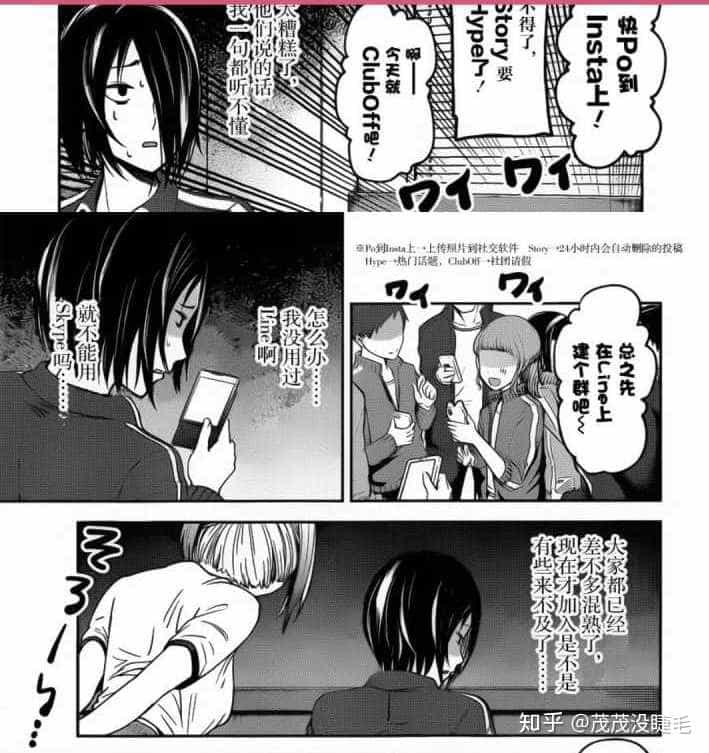 快Po到
Insta上！
不得了，
Story 要
Hype了！
呀——
今天就
ClubOff吧！
太糟糕了，
他们说的话
我一句都听不懂
ワイ
ワイ
※Po到Insta上→上传照片到社交软件 Story→24小时内会自动删除的投稿
Hype→热门话题，ClubOff→社团请假
ワイ
ワイ
总之先
在Line上
建个群吧～
怎么办……
我没用过
Line啊
就不能用
Skype吗……
大家都已经
差不多混熟了，
现在才加入是不是
有些来不及了……
そろ〜り
知乎 @茂茂没睫毛